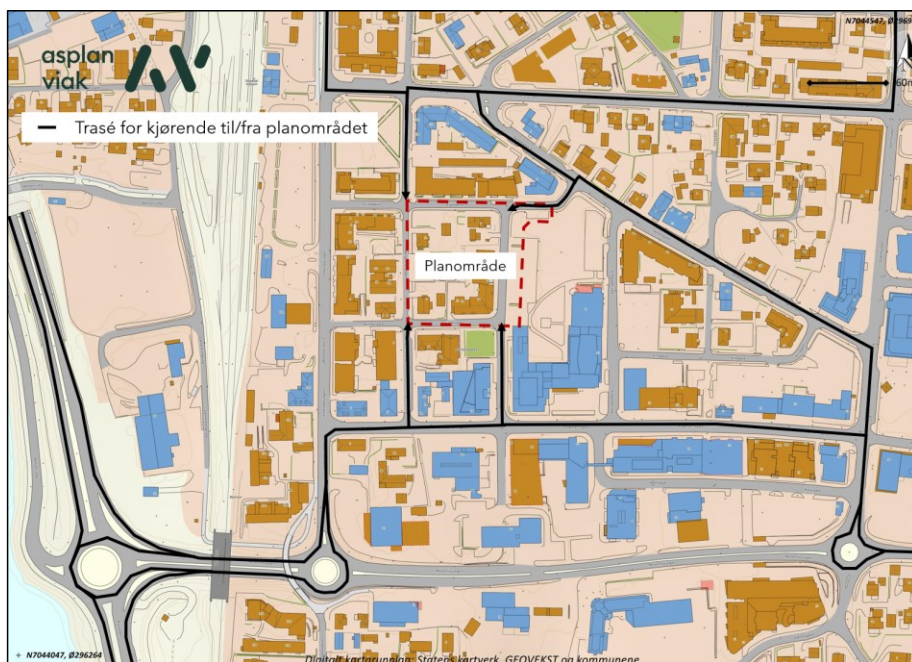 N7044547, Ø2969
asplan
viak
60m
Trasé for kjørende til/fra planområdet
Planområde
N7044047, Ø296264
Digitalt kartgrunnlag: Statens kartverk, GEOVEKST og kommunene